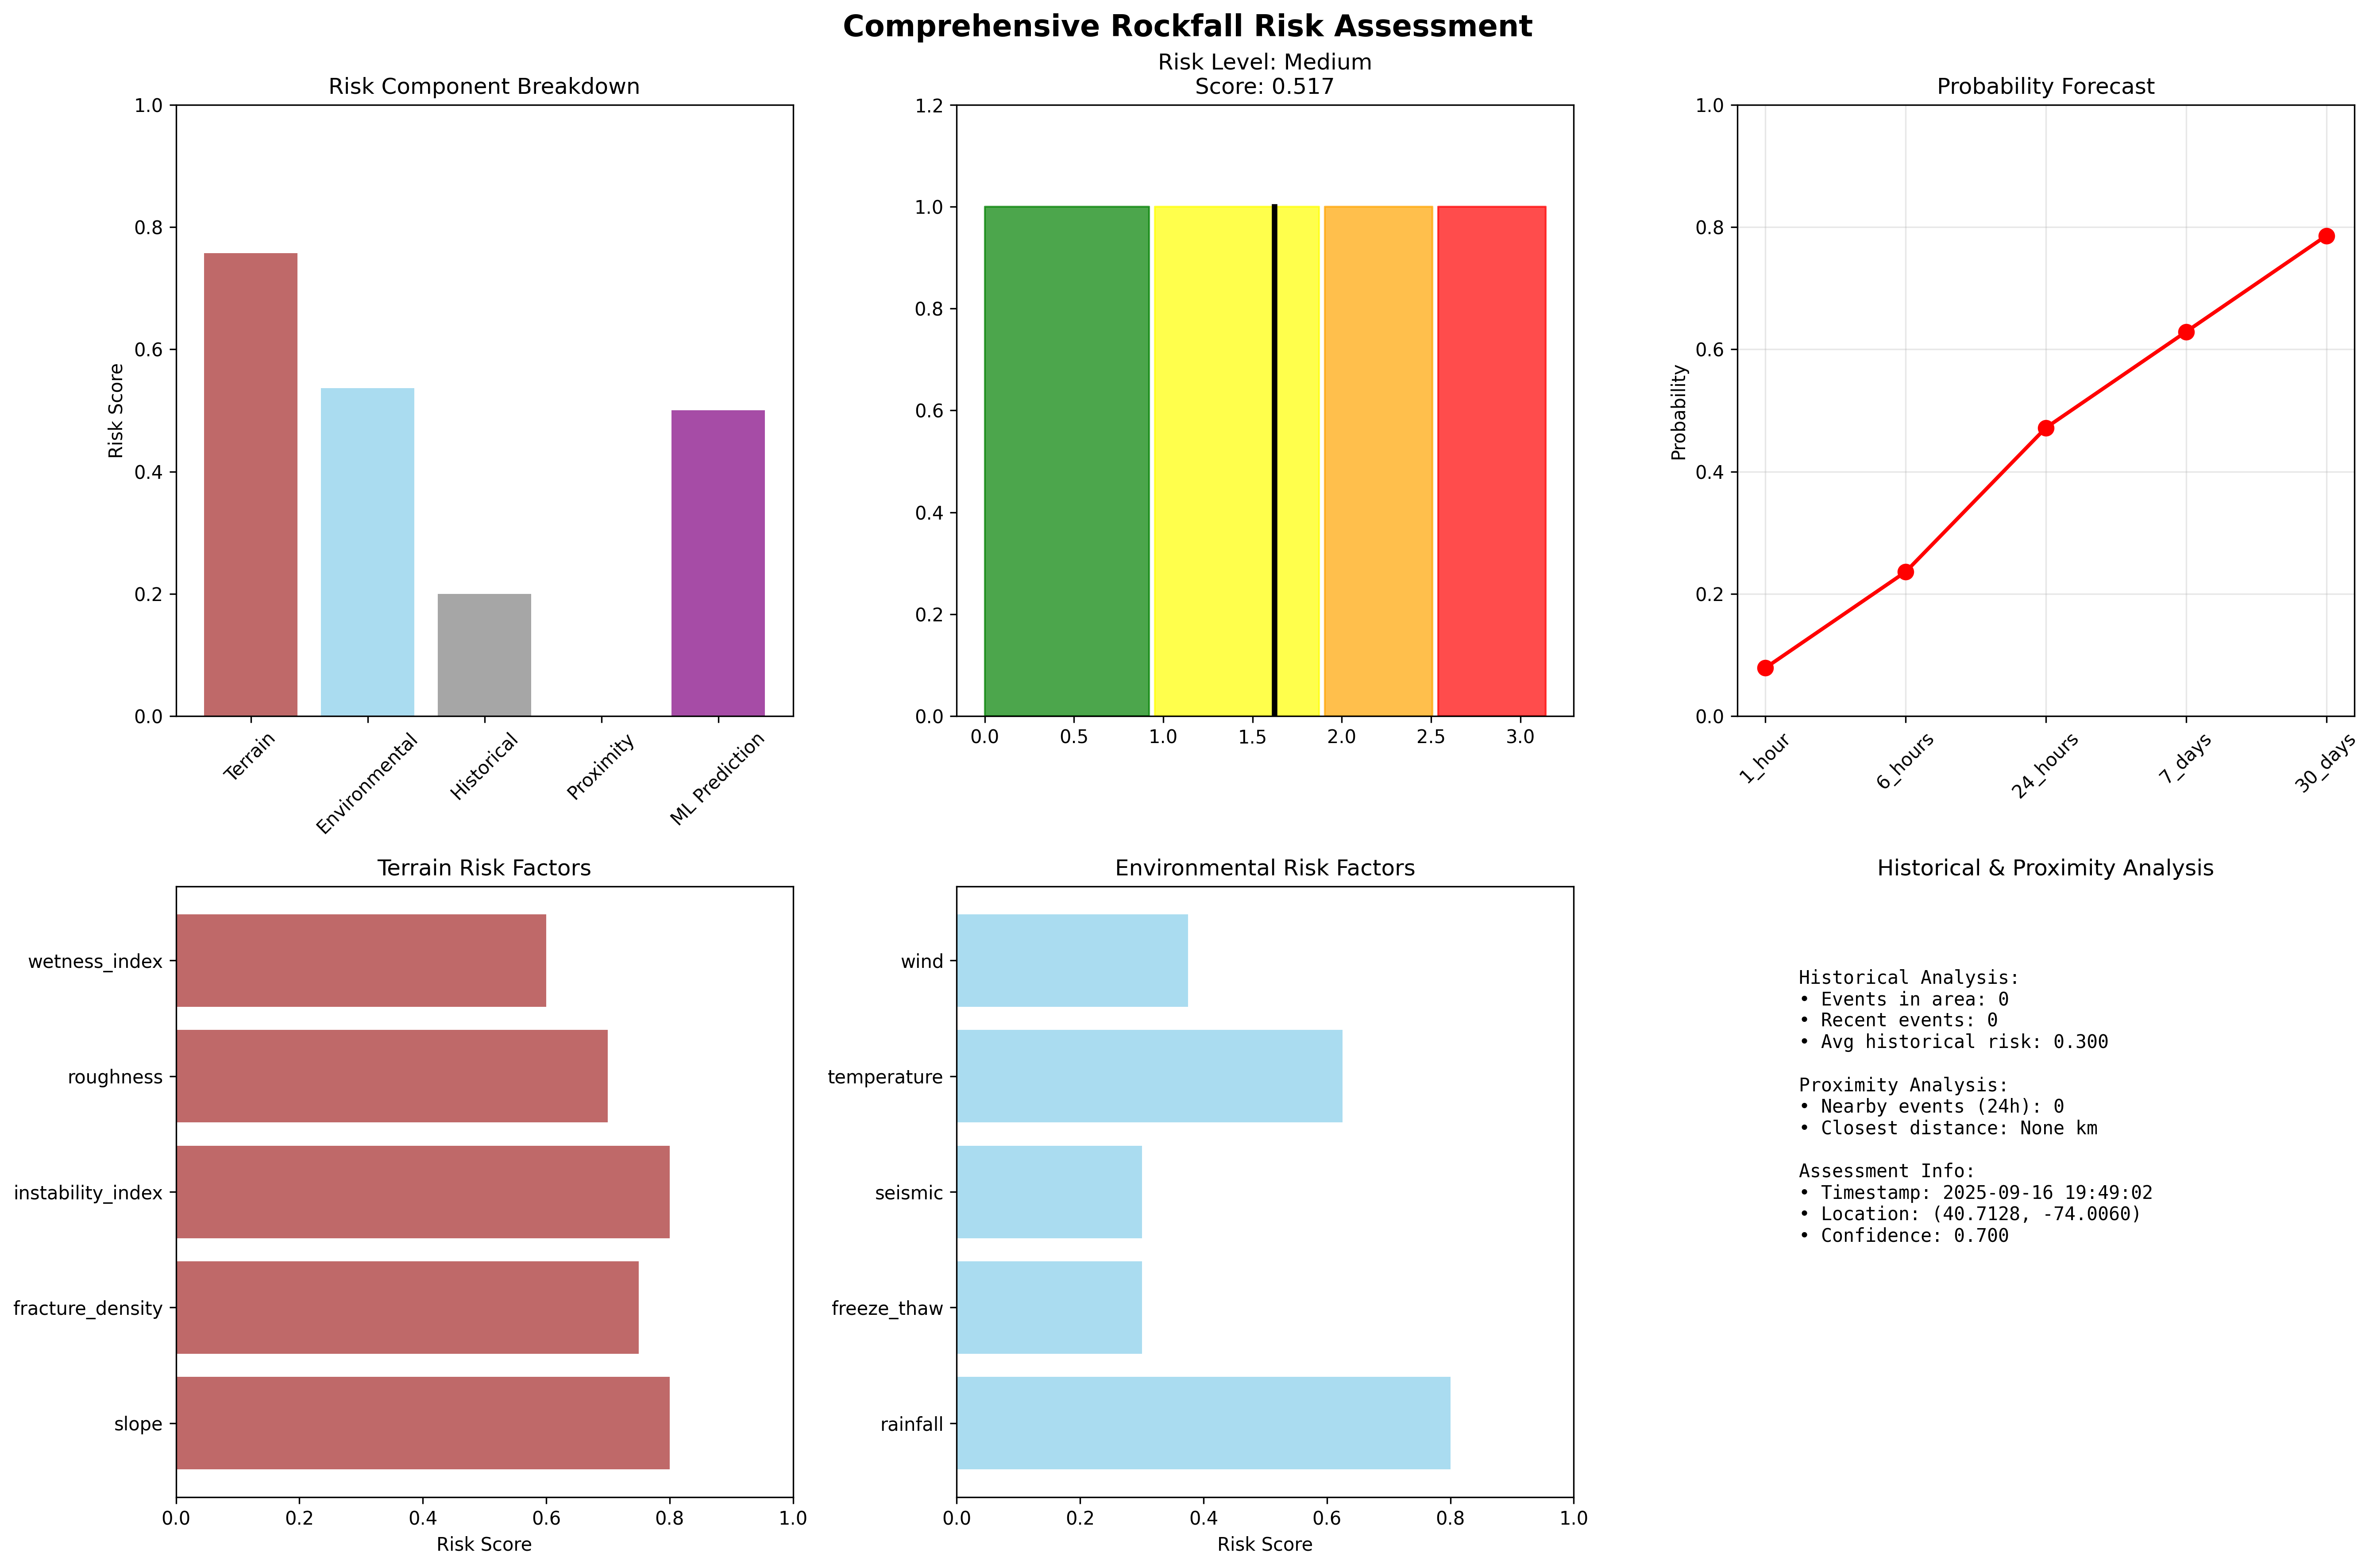 Comprehensive Rockfall Risk Assessment
Risk Component Breakdown
Risk Score
1.0
0.8
0.6
0.4
0.2
0.0
Terrain
Environmental
Historical
Proximity
ML Prediction
Risk Level: Medium
Score: 0.517
1.2
1.0
0.8
0.6
0.4
0.2
0.0
0.0 0.5 1.0 1.5 2.0 2.5 3.0
Probability Forecast
Probability
1.0
0.8
0.6
0.4
0.2
0.0
1_hour
6_hours
24_hours
7_days
30_days
Terrain Risk Factors
wetness_index
roughness
instability_index
fracture_density
slope
0.0 0.2 0.4 0.6 0.8 1.0
Risk Score
Environmental Risk Factors
wind
temperature
seismic
freeze_thaw
rainfall
0.0 0.2 0.4 0.6 0.8 1.0
Risk Score
Historical & Proximity Analysis
Historical Analysis:
• Events in area: 0
• Recent events: 0
• Avg historical risk: 0.300
Proximity Analysis:
• Nearby events (24h): 0
• Closest distance: None km
Assessment Info:
• Timestamp: 2025-09-16 19:49:02
• Location: (40.7128, -74.0060)
• Confidence: 0.700